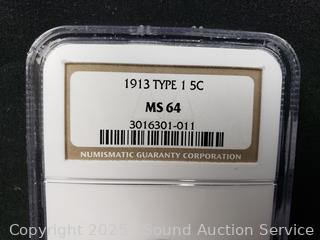 1913 TYPE 1 5C
MS 64
3016301-011
NUMISMATIC GUARANTY CORPORATION
Copyright 2025 Sound Auction Service